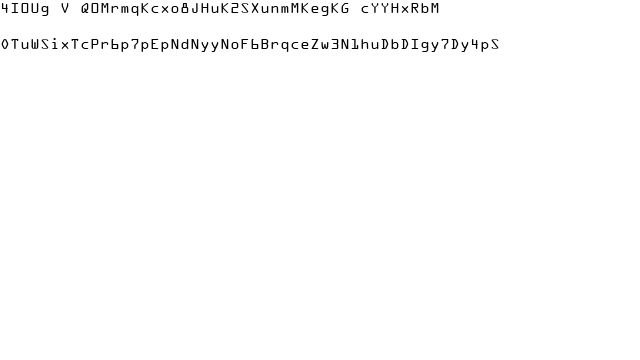 4IOUg V QOMrmqKcxo8JHuK2SXunmMKegKG cYYHxRbM
0TuWSixTcPr6p7pEpNdNyyNoF6BrqceZw3N1huDbDIgy7Dy4pS